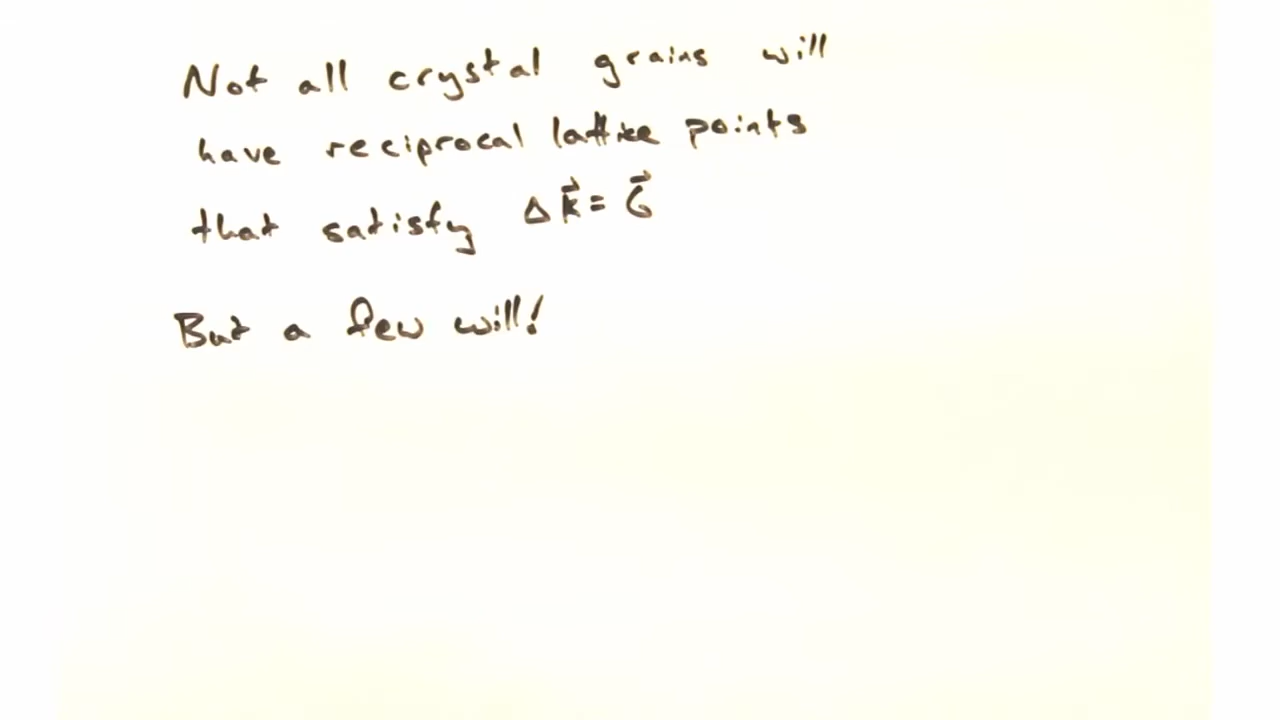 Not all crystal grains will
have reciprocal lattice points
that satisfy Δk⃗ = G⃗
But a few will!